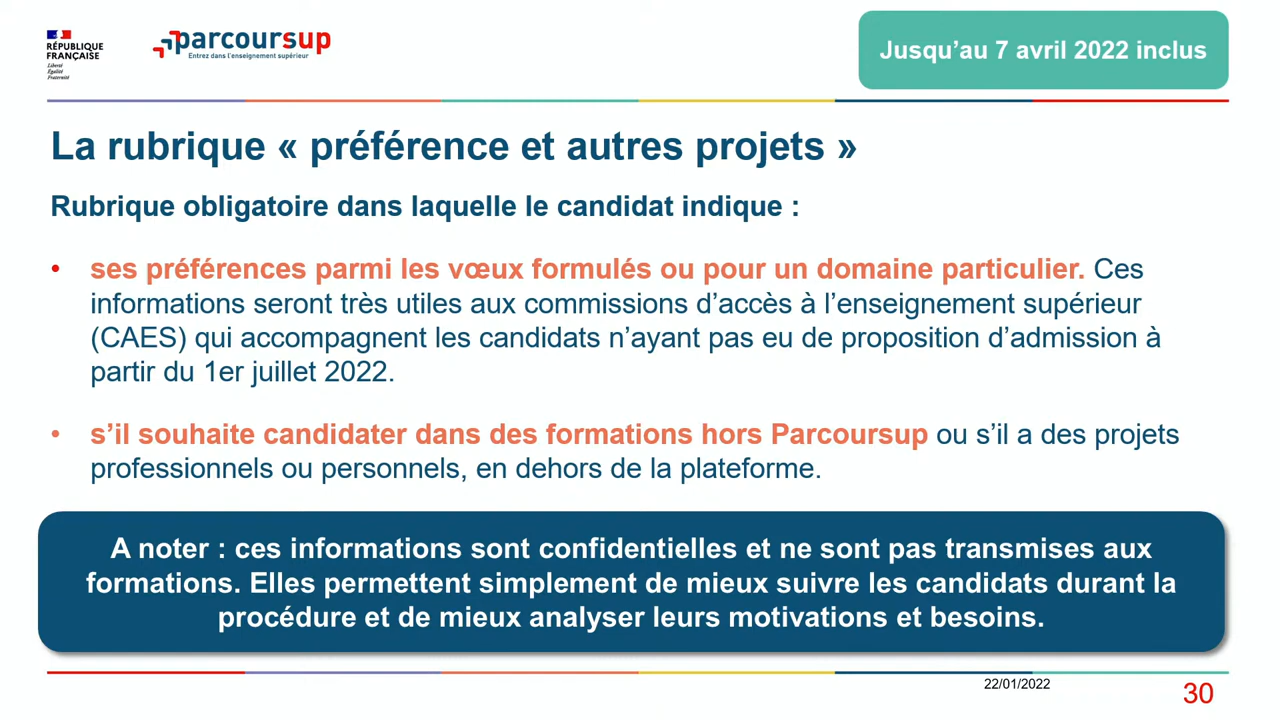 RÉPUBLIQUE
FRANÇAISE
Liberté
Égalité
Fraternité
parcoursup
Entrez dans l'enseignement supérieur
Jusqu'au 7 avril 2022 inclus
La rubrique « préférence et autres projets »
Rubrique obligatoire dans laquelle le candidat indique :
• ses préférences parmi les vœux formulés ou pour un domaine particulier. Ces
informations seront très utiles aux commissions d'accès à l'enseignement supérieur
(CAES) qui accompagnent les candidats n'ayant pas eu de proposition d'admission à
partir du 1er juillet 2022.
• s'il souhaite candidater dans des formations hors Parcoursup ou s'il a des projets
professionnels ou personnels, en dehors de la plateforme.
A noter : ces informations sont confidentielles et ne sont pas transmises aux
formations. Elles permettent simplement de mieux suivre les candidats durant la
procédure et de mieux analyser leurs motivations et besoins.
22/01/2022
30